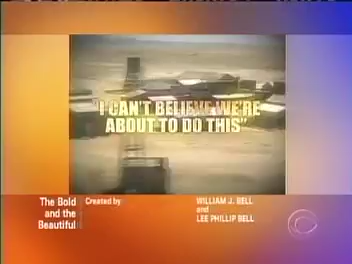 "I CAN'T BELIEVE WE'RE
ABOUT TO DO THIS"
The Bold
and the
Beautiful
Created by:
WILLIAM J. BELL
and
LEE PHILLIP BELL